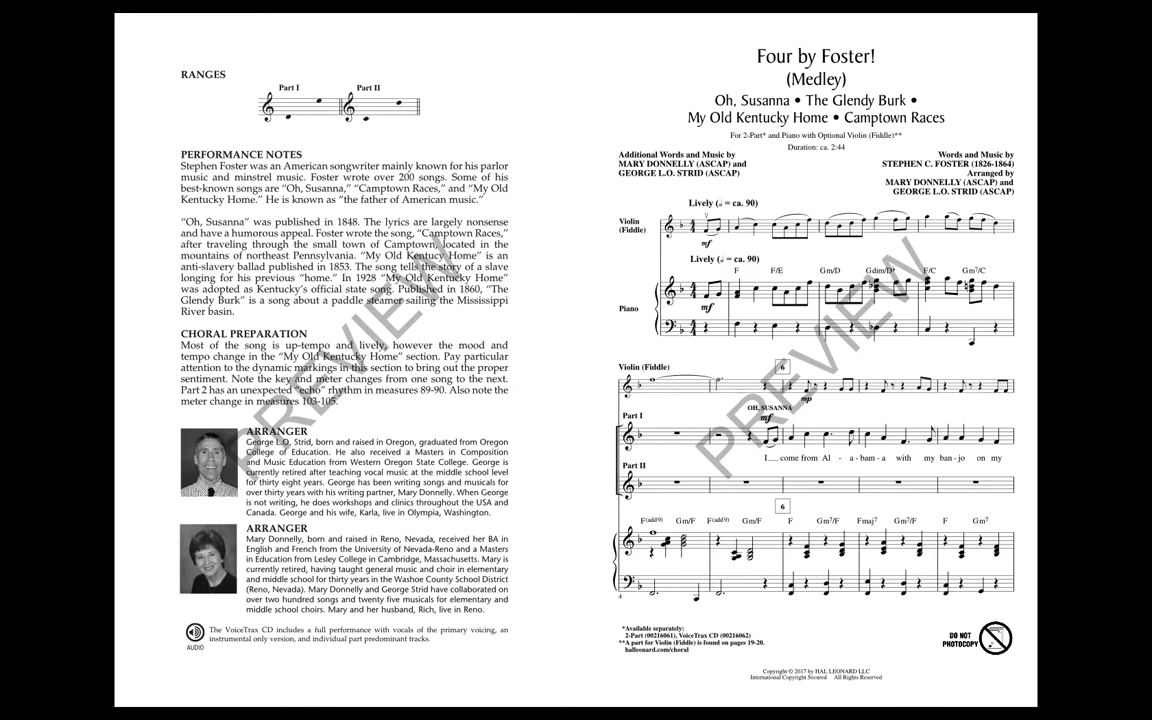 RANGES
Part I
Part II
PERFORMANCE NOTES
Stephen Foster was an American songwriter mainly known for his parlor
music and minstrel music. Foster wrote over 200 songs. Some of his
best-known songs are “Oh, Susanna,” “Camptown Races,” and “My Old
Kentucky Home.” He is known as “the father of American music.”
“Oh, Susanna” was published in 1848. The lyrics are largely nonsense
and have a humorous appeal. Foster wrote the song, “Camptown Races,”
after traveling through the small town of Camptown, located in the
mountains of northeast Pennsylvania. “My Old Kentucy Home” is an
anti-slavery ballad published in 1853. The song tells the story of a slave
longing for his previous “home.” In 1928 “My Old Kentucky Home”
was adopted as Kentucky’s official state song. Published in 1860, “The
Glendy Burk” is a song about a paddle steamer sailing the Mississippi
River basin.
CHORAL PREPARATION
Most of the song is up-tempo and lively, however the mood and
tempo change in the “My Old Kentucky Home” section. Pay particular
attention to the dynamic markings in this section to bring out the proper
sentiment. Note the key and meter changes from one song to the next.
Part 2 has an unexpected “echo” rhythm in measures 89-90. Also note the
meter change in measures 103-105.
ARRANGER
George L.O. Strid, born and raised in Oregon, graduated from Oregon
College of Education. He also received a Masters in Composition
and Music Education from Western Oregon State College. George is
currently retired after teaching vocal music at the middle school level
for thirty eight years. George has been writing songs and musicals for
over thirty years with his writing partner, Mary Donnelly. When George
is not writing, he does workshops and clinics throughout the USA and
Canada. George and his wife, Karla, live in Olympia, Washington.
ARRANGER
Mary Donnelly, born and raised in Reno, Nevada, received her BA in
English and French from the University of Nevada-Reno and a Masters
in Education from Lesley College in Cambridge, Massachusetts. Mary is
currently retired, having taught general music and choir in elementary
and middle school for thirty years in the Washoe County School District
(Reno, Nevada). Mary Donnelly and George Strid have collaborated on
over two hundred songs and twenty five musicals for elementary and
middle school choirs. Mary and her husband, Rich, live in Reno.
The VoiceTrax CD includes a full performance with vocals of the primary voicing, an
instrumental only version, and individual part predominant tracks.
AUDIO
PREVIEW
Four by Foster!
(Medley)
Oh, Susanna • The Glendy Burk •
My Old Kentucky Home • Camptown Races
For 2-Part* and Piano with Optional Violin (Fiddle)**
Duration: ca. 2:44
Additional Words and Music by
MARY DONNELLY (ASCAP) and
GEORGE L.O. STRID (ASCAP)
Words and Music by
STEPHEN C. FOSTER (1826-1864)
Arranged by
MARY DONNELLY (ASCAP) and
GEORGE L.O. STRID (ASCAP)
Lively (♩ = ca. 90)
Violin
(Fiddle)
mf
Lively (♩ = ca. 90)
F F/E Gm/D Gdim/D♭ F/C Gm7/C
Piano
mf
Violin (Fiddle)
6
mp
OH, SUSANNA
Part I
mf
I come from Al - a-bam-a with my ban-jo on my
Part II
6
F(add9) Gm/F F(add9) Gm/F F Gm7/F Fmaj7 Gm7/F F Gm7
4
*Available separately:
2-Part (00216061), VoiceTrax CD (00216062)
**A part for Violin (Fiddle) is found on pages 19-20.
halleonard.com/choral
DO NOT
PHOTOCOPY
Copyright © 2017 by HAL LEONARD LLC
International Copyright Secured All Rights Reserved
PREVIEW